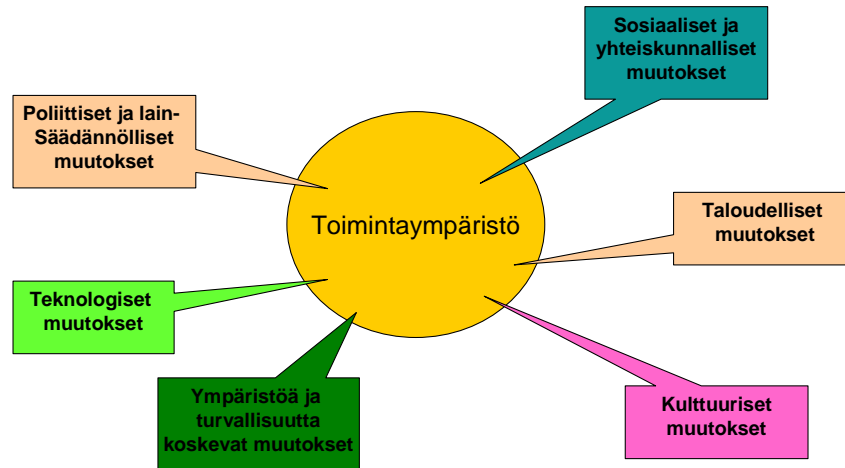 Sosiaaliset ja
yhteiskunnalliset
muutokset
Poliittiset ja lain-
Säädännölliset
muutokset
Toimintaympäristö
Taloudelliset
muutokset
Teknologiset
muutokset
Ympäristöä ja
turvallisuutta
koskevat muutokset
Kulttuuriset
muutokset